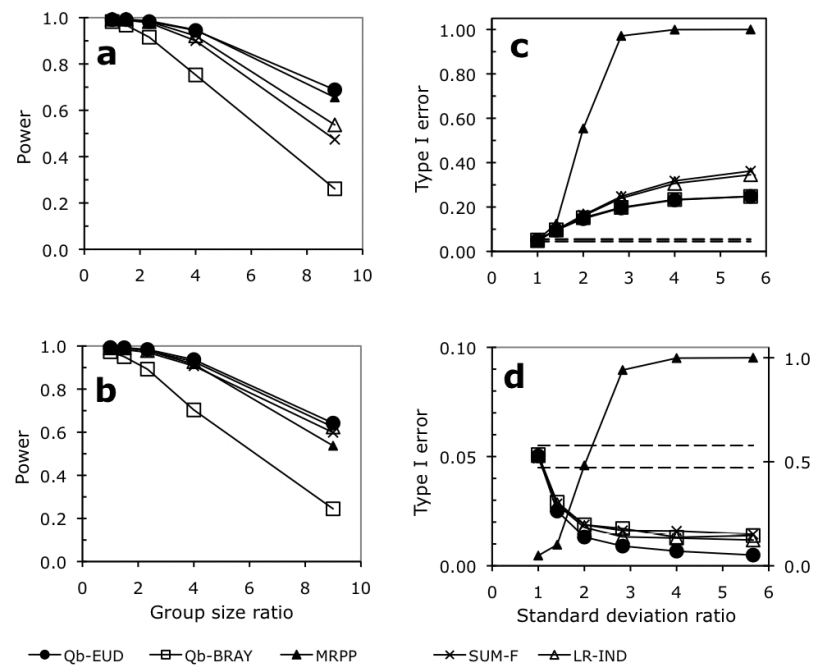 a
Power
1.0
0.8
0.6
0.4
0.2
0.0
0 2 4 6 8 10
c
Type I error
1.00
0.80
0.60
0.40
0.20
0.00
0 1 2 3 4 5 6
b
Power
1.0
0.8
0.6
0.4
0.2
0.0
0 2 4 6 8 10
Group size ratio
d
Type I error
0.10
0.05
0.00
1.0
0.5
0.0
0 1 2 3 4 5 6
Standard deviation ratio
Qb-EUD Qb-BRAY MRPP SUM-F LR-IND